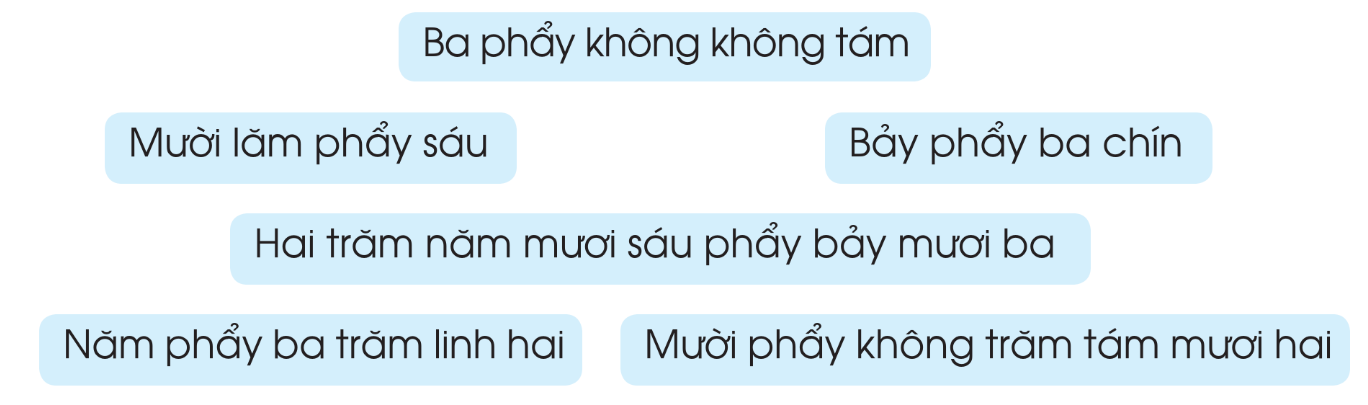 Ba phẩy không không tám
Mười lăm phẩy sáu
Bảy phẩy ba chín
Hai trăm năm mươi sáu phẩy bảy mươi ba
Năm phẩy ba trăm linh hai
Mười phẩy không trăm tám mươi hai